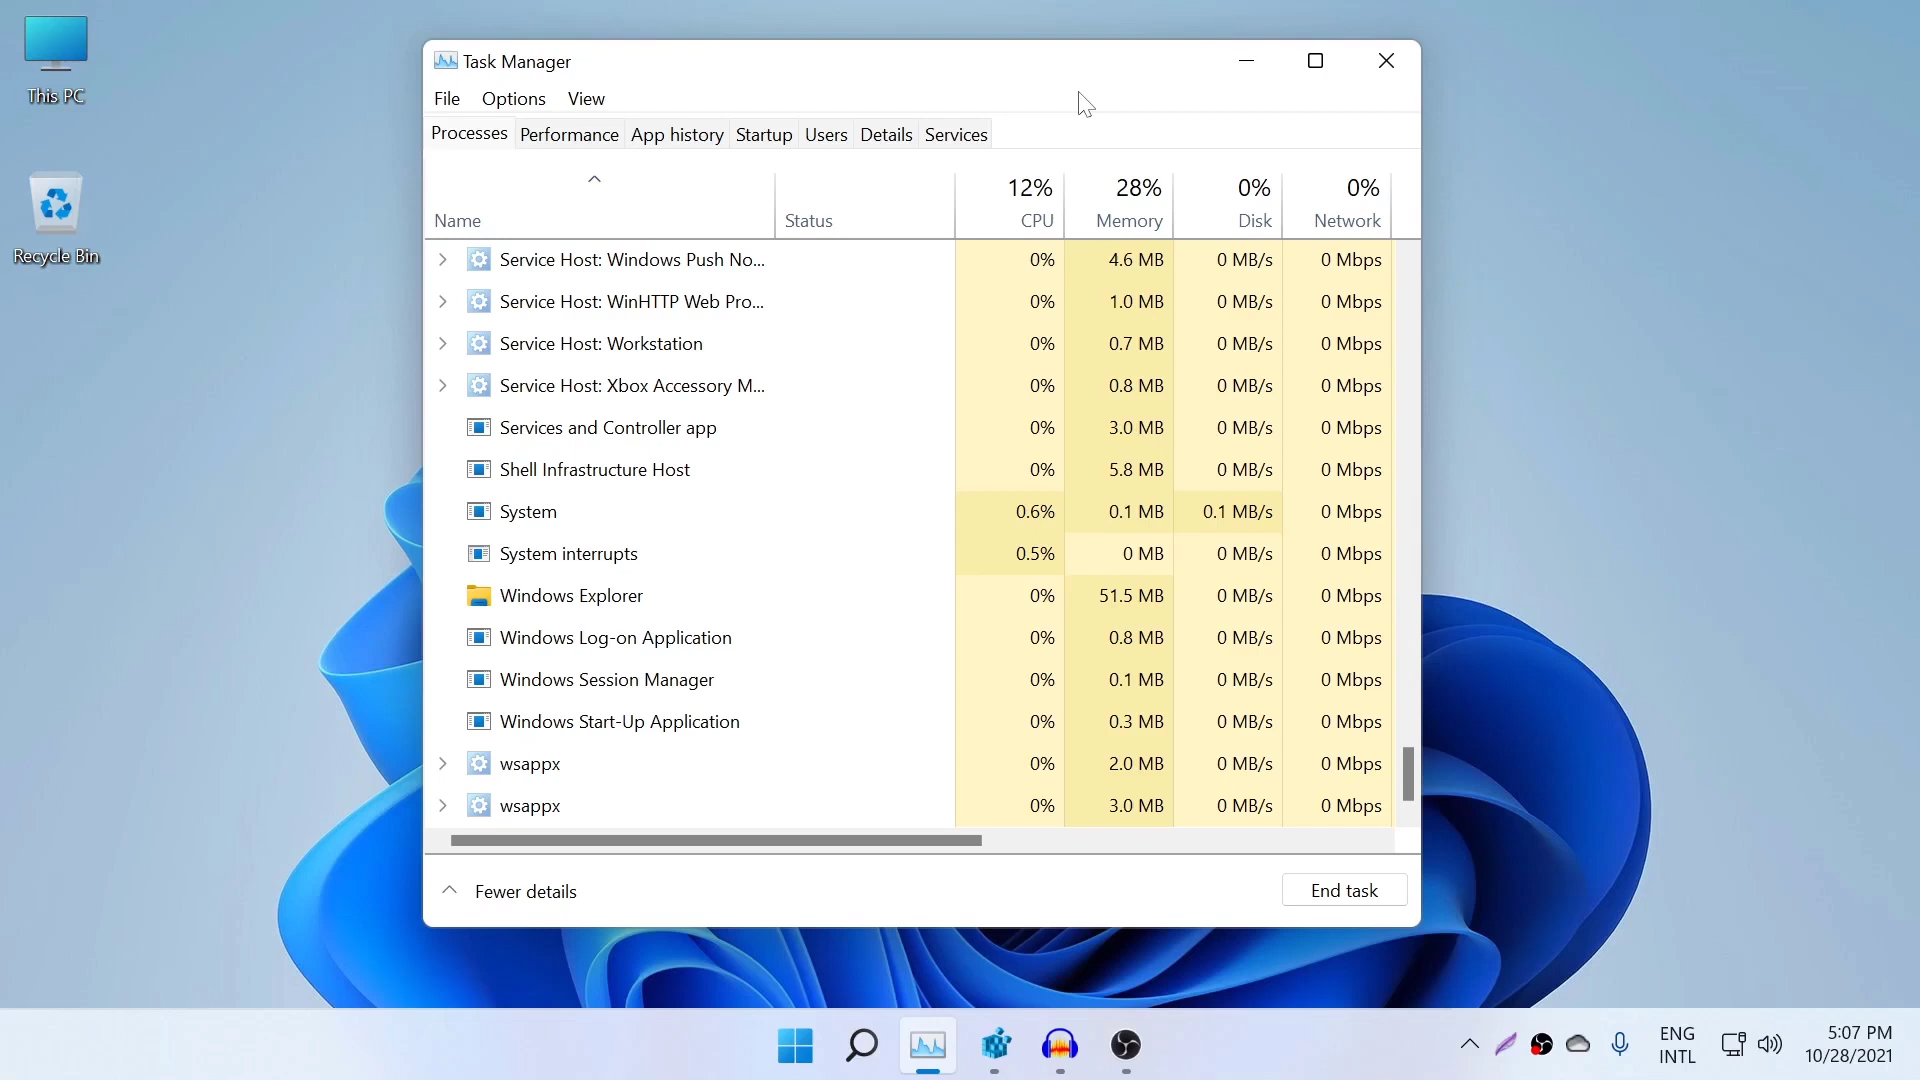 This PC
Recycle Bin
Task Manager
File Options View
Processes Performance App history Startup Users Details Services
12% 28% 0% 0%
Name Status CPU Memory Disk Network
Service Host: Windows Push No... 0% 4.6 MB 0 MB/s 0 Mbps
Service Host: WinHTTP Web Pro... 0% 1.0 MB 0 MB/s 0 Mbps
Service Host: Workstation 0% 0.7 MB 0 MB/s 0 Mbps
Service Host: Xbox Accessory M... 0% 0.8 MB 0 MB/s 0 Mbps
Services and Controller app 0% 3.0 MB 0 MB/s 0 Mbps
Shell Infrastructure Host 0% 5.8 MB 0 MB/s 0 Mbps
System 0.6% 0.1 MB 0.1 MB/s 0 Mbps
System interrupts 0.5% 0 MB 0 MB/s 0 Mbps
Windows Explorer 0% 51.5 MB 0 MB/s 0 Mbps
Windows Log-on Application 0% 0.8 MB 0 MB/s 0 Mbps
Windows Session Manager 0% 0.1 MB 0 MB/s 0 Mbps
Windows Start-Up Application 0% 0.3 MB 0 MB/s 0 Mbps
wsappx 0% 2.0 MB 0 MB/s 0 Mbps
wsappx 0% 3.0 MB 0 MB/s 0 Mbps
Fewer details End task
ENG 5:07 PM
INTL 10/28/2021